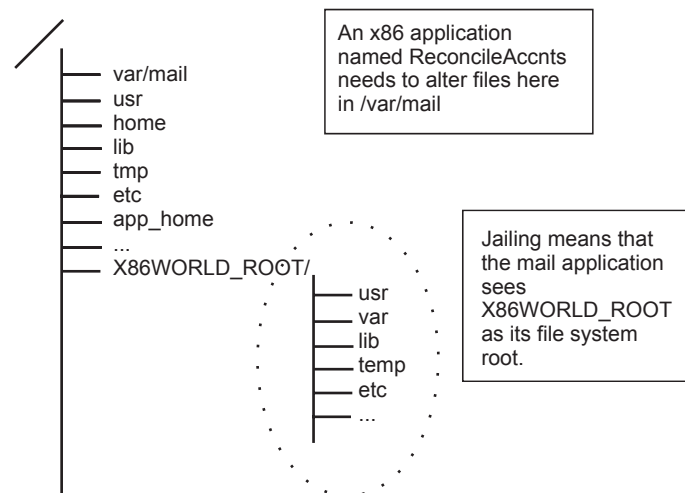 An x86 application
named ReconcileAccnts
needs to alter files here
in /var/mail
var/mail
usr
home
lib
tmp
etc
app_home
...
X86WORLD_ROOT/
usr
var
lib
temp
etc
...
Jailing means that
the mail application
sees
X86WORLD_ROOT
as its file system
root.